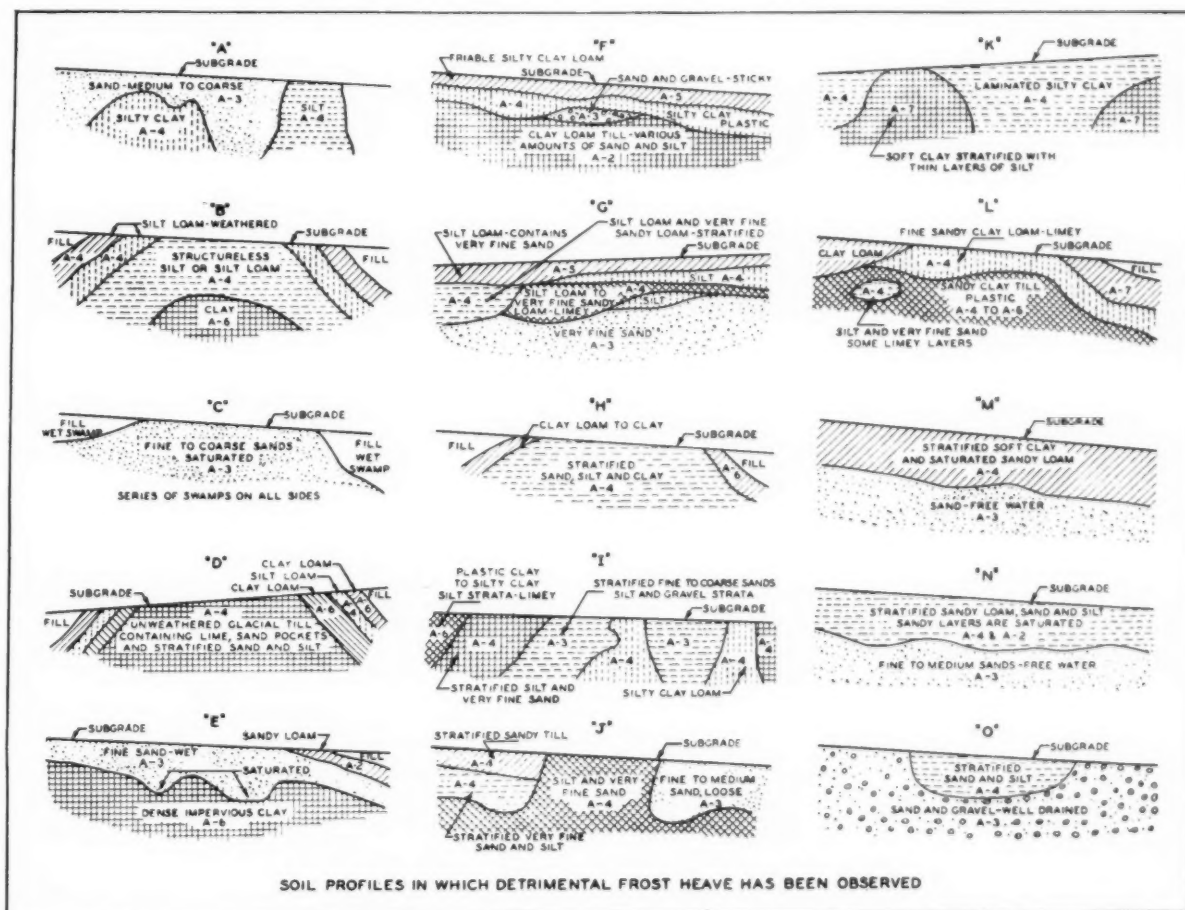 "A"
SUBGRADE
SAND-MEDIUM TO COARSE
A-3
SILTY CLAY
A-4
SILT
A-4
"B"
SILT LOAM-WEATHERED
SUBGRADE
FILL
A-4
A-4
STRUCTURELESS
SILT OR SILT LOAM
A-4
FILL
CLAY
A-6
"C"
SUBGRADE
FILL
WET SWAMP
FINE TO COARSE SANDS
SATURATED
A-3
FILL
WET
SWAMP
SERIES OF SWAMPS ON ALL SIDES
"D"
CLAY LOAM
SILT LOAM
CLAY LOAM
SUBGRADE
A-4
UNWEATHERED GLACIAL TILL
CONTAINING LIME, SAND POCKETS
AND STRATIFIED SAND AND SILT
A-6
A-4
A-6
FILL
"E"
SUBGRADE
SANDY LOAM
FINE SAND-WET
A-3
SATURATED
FILL
A-2
DENSE IMPERVIOUS CLAY
A-6
"F"
FRIABLE SILTY CLAY LOAM
SUBGRADE
SAND AND GRAVEL-STICKY
A-4
A-5
A-3
SILTY CLAY
PLASTIC
CLAY LOAM TILL-VARIOUS
AMOUNTS OF SAND AND SILT
A-2
"G"
SILT LOAM-CONTAINS
VERY FINE SAND
SILT LOAM AND VERY FINE
SANDY LOAM-STRATIFIED
SUBGRADE
A-5
SILT A-4
A-4
SILT LOAM TO
VERY FINE SANDY
LOAM-LIMEY
A-4
SILT
VERY FINE SAND
A-3
"H"
CLAY LOAM TO CLAY
SUBGRADE
FILL
STRATIFIED
SAND, SILT AND CLAY
A-4
A-6
FILL
"I"
PLASTIC CLAY
TO SILTY CLAY
SILT STRATA-LIMEY
STRATIFIED FINE TO COARSE SANDS
SILT AND GRAVEL STRATA
SUBGRADE
A-6
A-4
A-3
A-4
A-3
A-4
A-4
STRATIFIED SILT AND
VERY FINE SAND
SILTY CLAY LOAM
"J"
STRATIFIED SANDY TILL
SUBGRADE
A-4
A-4
SILT AND VERY
FINE SAND
A-4
FINE TO MEDIUM
SAND, LOOSE
A-3
STRATIFIED VERY FINE
SAND AND SILT
"K"
SUBGRADE
LAMINATED SILTY CLAY
A-4
A-4
A-7
A-7
SOFT CLAY STRATIFIED WITH
THIN LAYERS OF SILT
"L"
FINE SANDY CLAY LOAM-LIMEY
SUBGRADE
CLAY LOAM
A-4
FILL
A-7
A-4
SANDY CLAY TILL
PLASTIC
A-4 TO A-6
SILT AND VERY FINE SAND
SOME LIMEY LAYERS
"M"
SUBGRADE
STRATIFIED SOFT CLAY
AND SATURATED SANDY LOAM
A-4
SAND-FREE WATER
A-3
"N"
SUBGRADE
STRATIFIED SANDY LOAM, SAND AND SILT
SANDY LAYERS ARE SATURATED
A-4 & A-2
FINE TO MEDIUM SANDS-FREE WATER
A-3
"O"
SUBGRADE
STRATIFIED
SAND AND SILT
A-4
SAND AND GRAVEL-WELL DRAINED
A-3
SOIL PROFILES IN WHICH DETRIMENTAL FROST HEAVE HAS BEEN OBSERVED